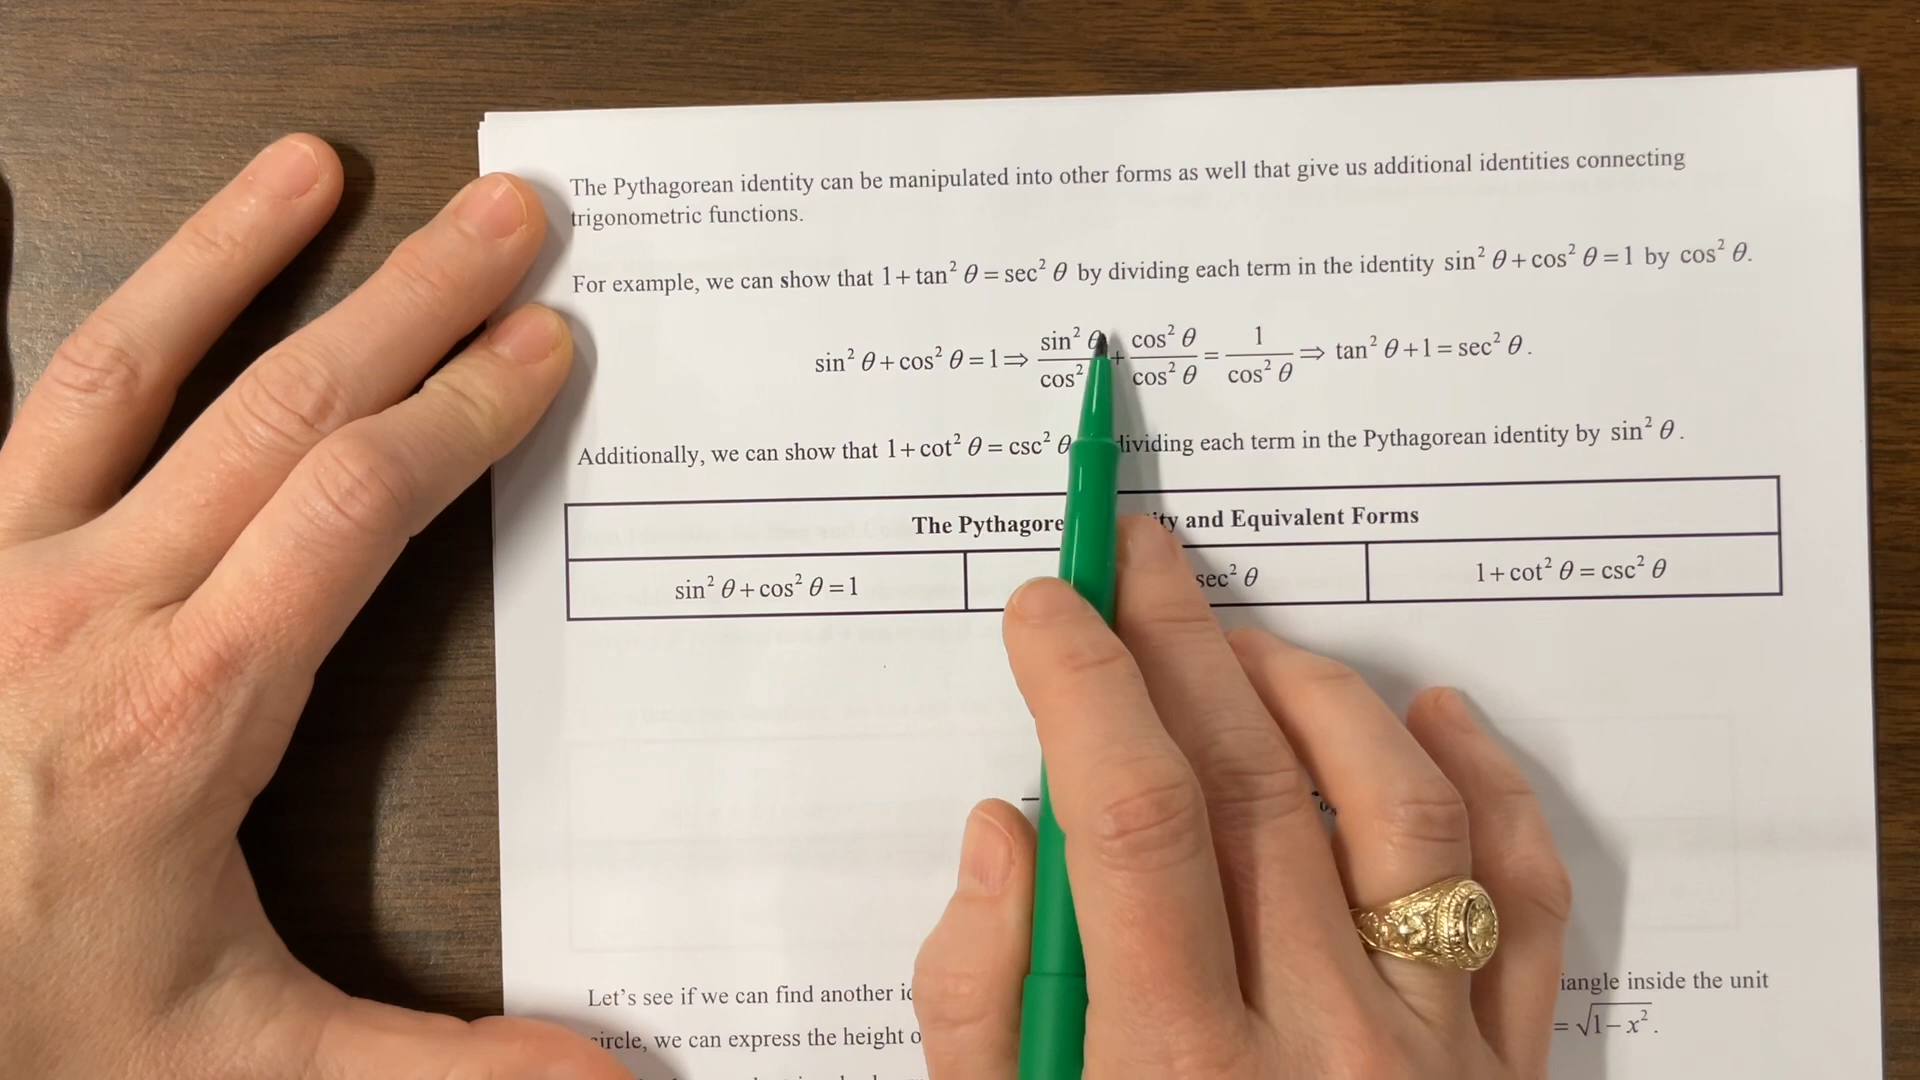 The Pythagorean identity can be manipulated into other forms as well that give us additional identities connecting
trigonometric functions.
For example, we can show that 1 + tan² θ = sec² θ by dividing each term in the identity sin² θ + cos² θ = 1 by cos² θ.
sin² θ + cos² θ = 1 ⇒ sin² θ / cos² + cos² θ / cos² θ = 1 / cos² θ ⇒ tan² θ + 1 = sec² θ.
Additionally, we can show that 1 + cot² θ = csc² θ dividing each term in the Pythagorean identity by sin² θ.
The Pythagore ity and Equivalent Forms
sin² θ + cos² θ = 1 sec² θ 1 + cot² θ = csc² θ
Let's see if we can find another iangle inside the unit
circle, we can express the height = √1 − x².